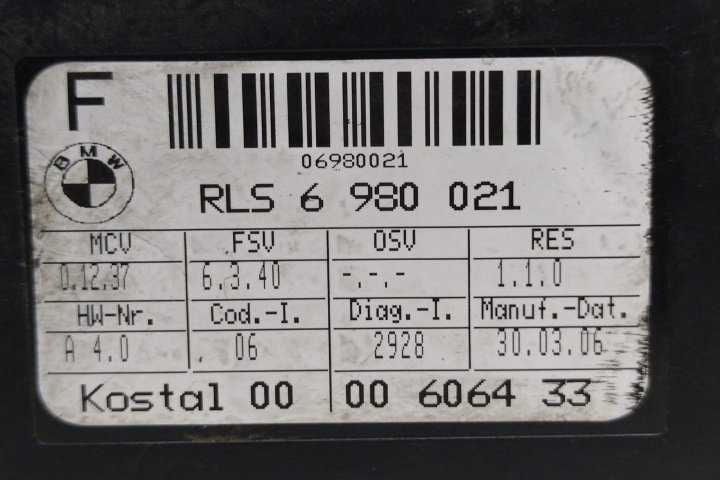 F
BMW
06980021
RLS 6 980 021
MCV FSV OSV RES
0.12.37 6.3.40 -.-.- 1.1.0
HW-Nr. Cod.-I. Diag.-I. Manuf.-Dat.
A 4.0 06 2928 30.03.06
Kostal 00 00 6064 33